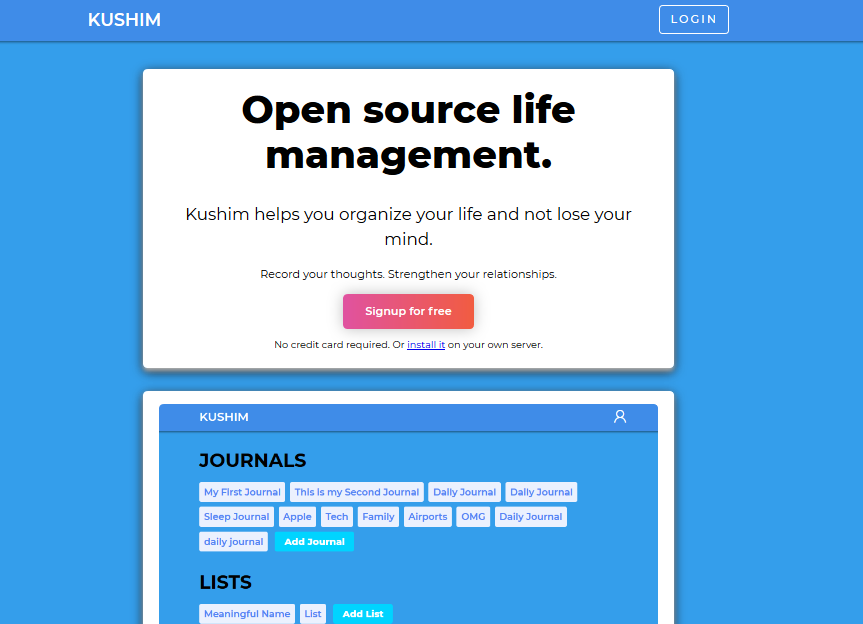 KUSHIM
LOGIN
Open source life
management.
Kushim helps you organize your life and not lose your
mind.
Record your thoughts. Strengthen your relationships.
Signup for free
No credit card required. Or install it on your own server.
KUSHIM
JOURNALS
My First Journal This is my Second Journal Daily Journal Daily Journal
Sleep Journal Apple Tech Family Airports OMG Daily Journal
daily journal Add Journal
LISTS
Meaningful Name List Add List